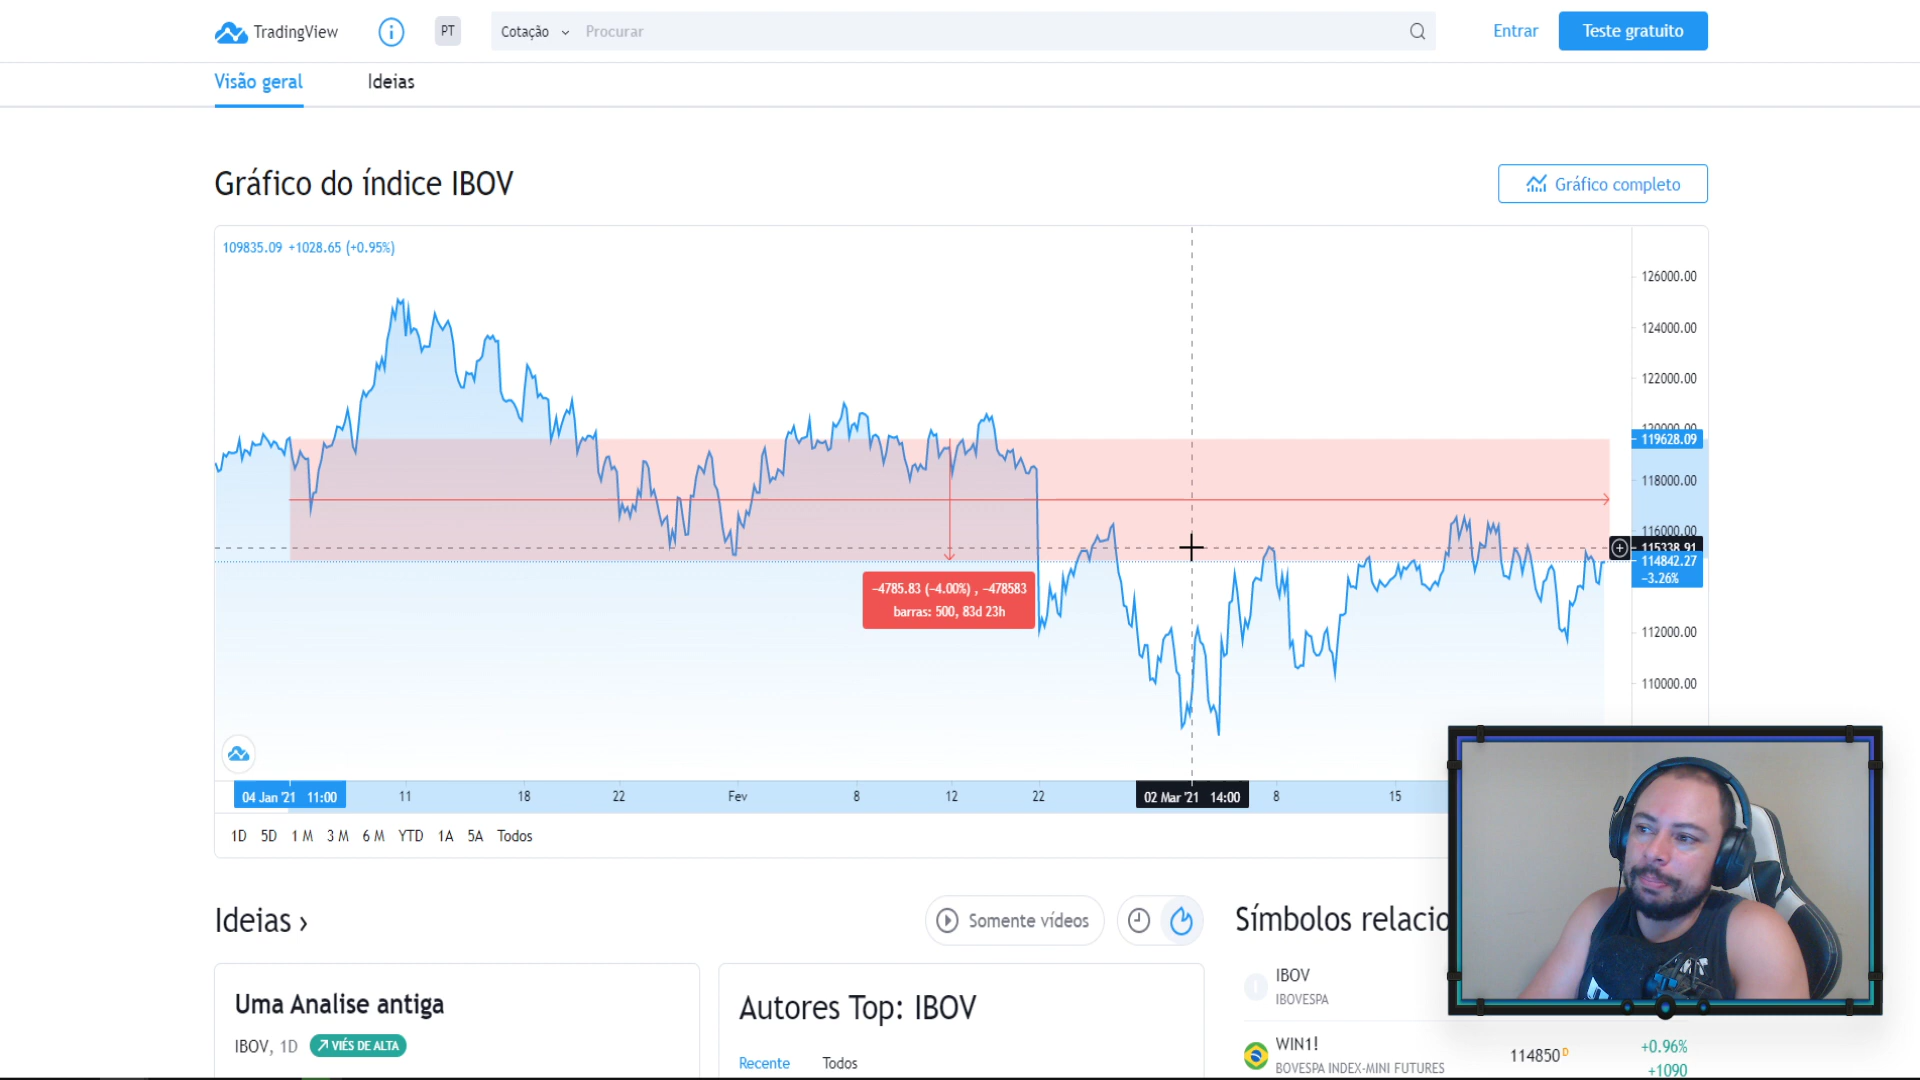 TradingView
PT
Cotação
Procurar
Entrar
Teste gratuito
Visão geral
Ideias
Gráfico do índice IBOV
Gráfico completo
109835.09 +1028.65 (+0.95%)
126000.00
124000.00
122000.00
120000.00
119628.09
118000.00
116000.00
115338.91
114842.27
−3.26%
112000.00
110000.00
−4785.83 (−4.00%) , −478583
barras: 500, 83d 23h
04 Jan '21 11:00
11
18
22
Fev
8
12
22
02 Mar '21 14:00
8
15
1D 5D 1 M 3 M 6 M YTD 1A 5A Todos
Ideias ›
Somente vídeos
Símbolos relacio
Uma Analise antiga
IBOV, 1D
VIÉS DE ALTA
Autores Top: IBOV
Recente
Todos
IBOV
IBOVESPA
WIN1!
BOVESPA INDEX-MINI FUTURES
114850 D
+0.96%
+1090